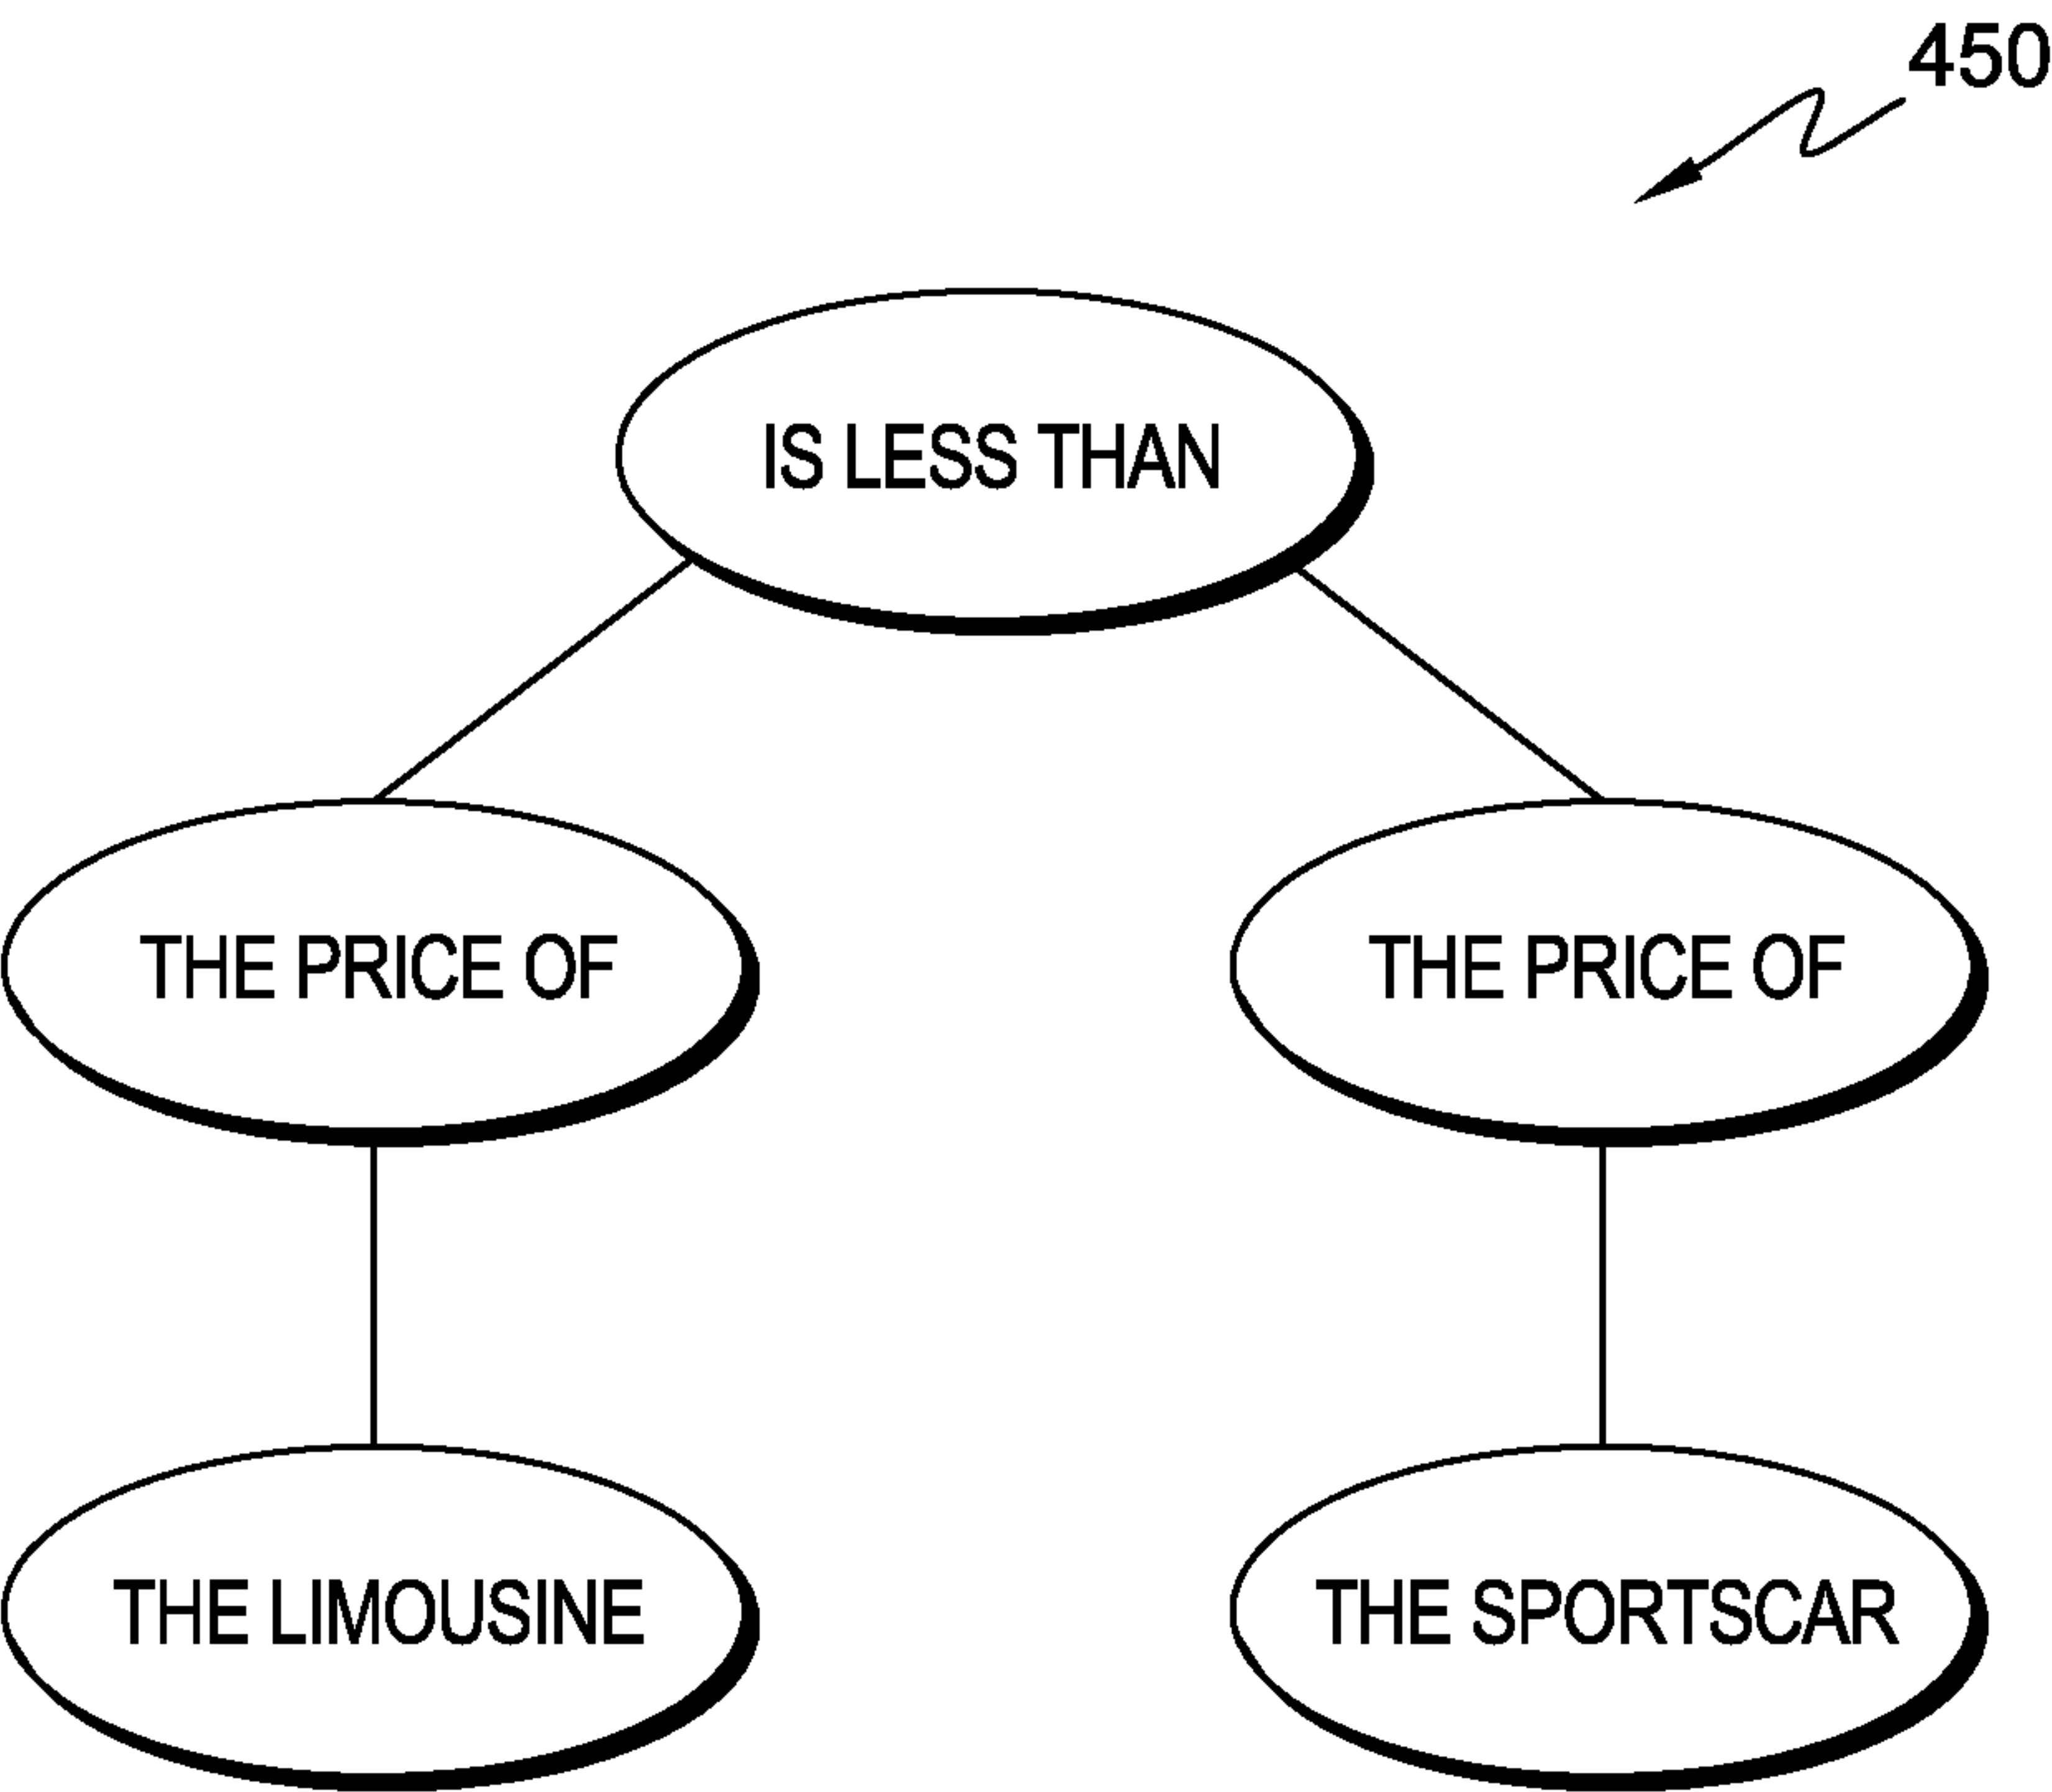 450
IS LESS THAN
THE PRICE OF
THE PRICE OF
THE LIMOUSINE
THE SPORTSCAR